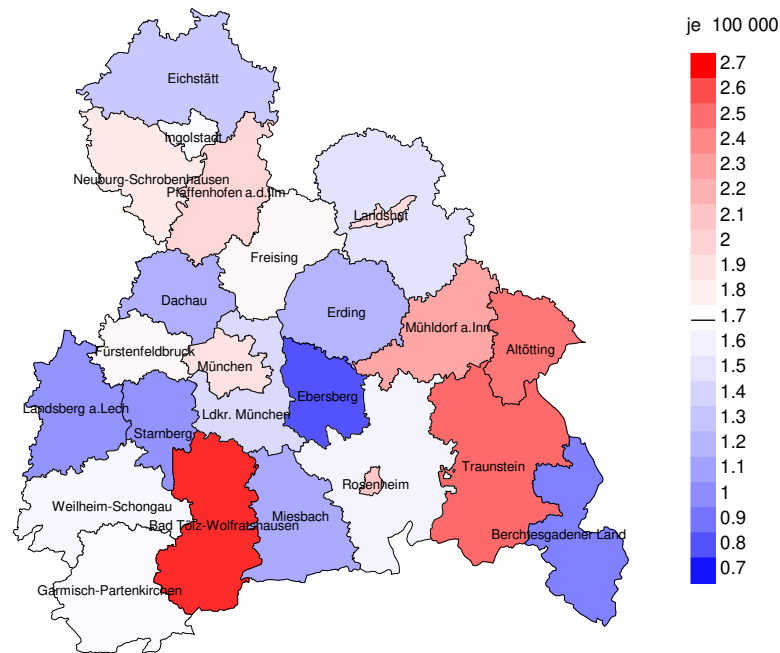 je 100 000
2.7
2.6
2.5
2.4
2.3
2.2
2.1
2
1.9
1.8
1.7
1.6
1.5
1.4
1.3
1.2
1.1
1
0.9
0.8
0.7
Eichstätt
Ingolstadt
Neuburg-Schrobenhausen
Pfaffenhofen a.d.Ilm
Landshut
Freising
Dachau
Erding
Mühldorf a.Inn
Altötting
Fürstenfeldbruck
München
Ebersberg
Landsberg a.Lech
Ldkr. München
Starnberg
Traunstein
Rosenheim
Weilheim-Schongau
Miesbach
Bad Tölz-Wolfratshausen
Berchtesgadener Land
Garmisch-Partenkirchen